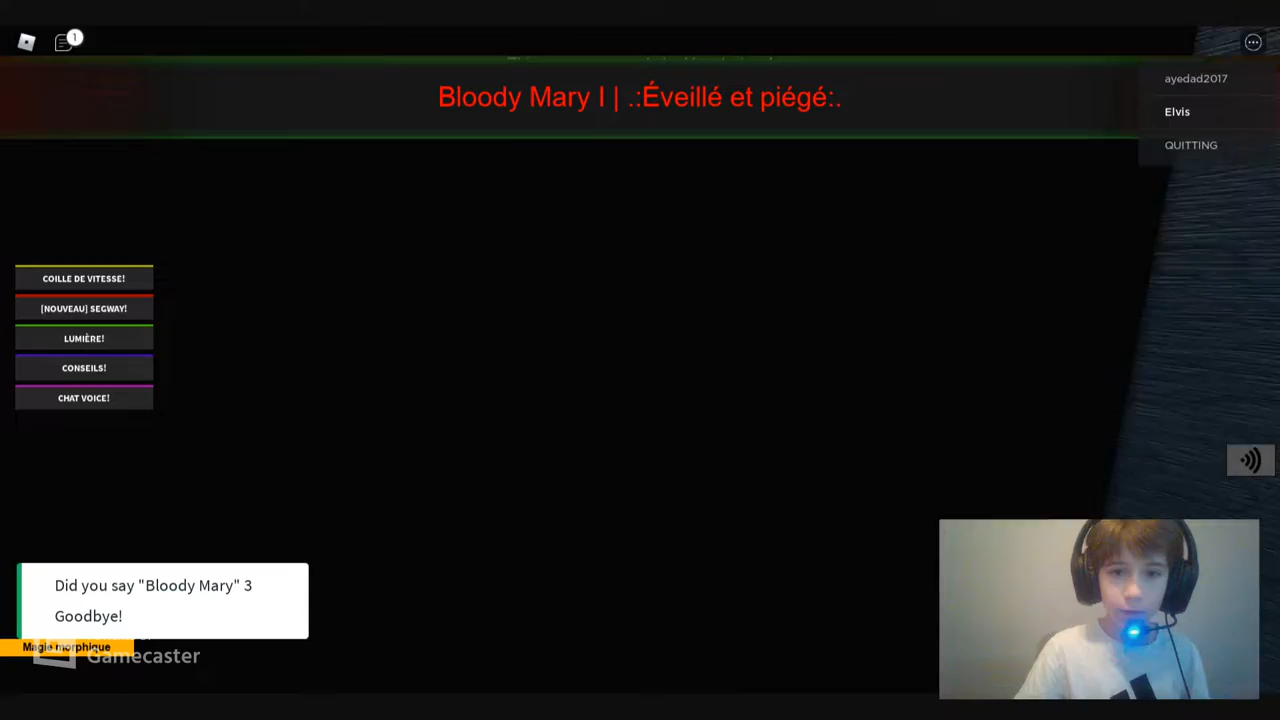 1
Bloody Mary I | .:Éveillé et piégé:.
ayedad2017
Elvis
QUITTING
COILLE DE VITESSE!
[NOUVEAU] SEGWAY!
LUMIÈRE!
CONSEILS!
CHAT VOICE!
Did you say "Bloody Mary" 3
Goodbye!
Magie morphique
Gamecaster